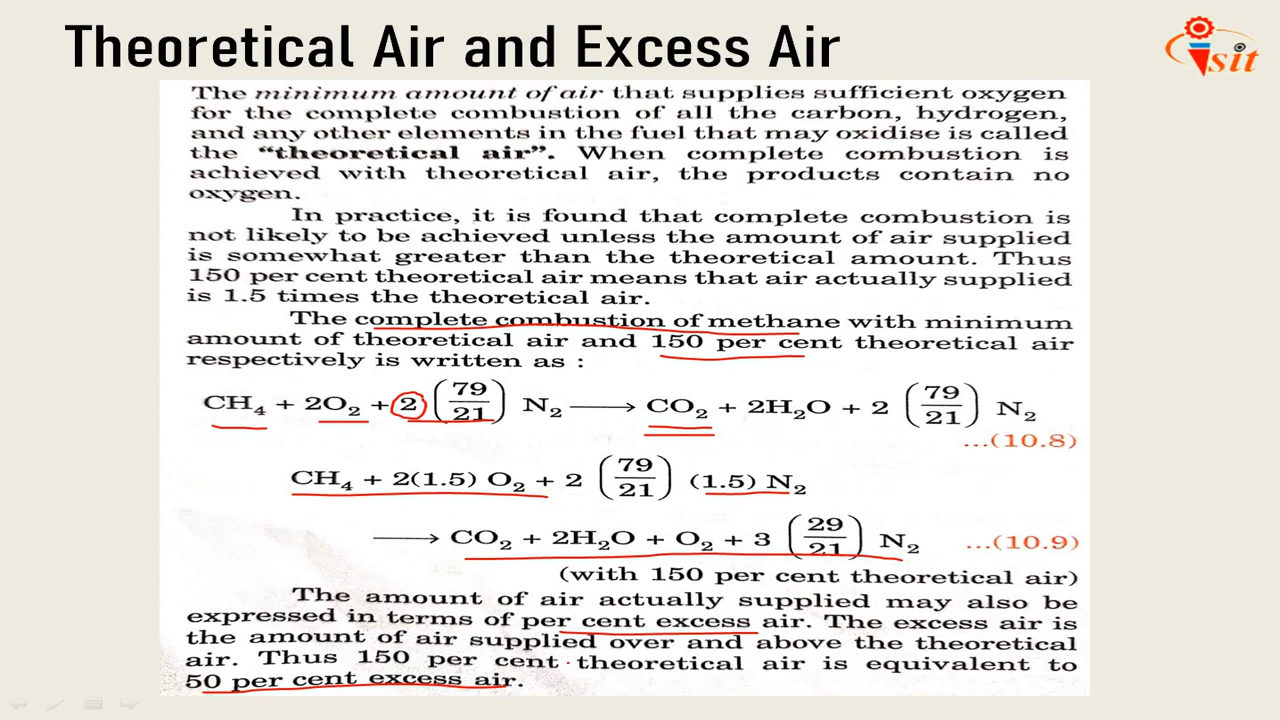 Theoretical Air and Excess Air
sit
The minimum amount of air that supplies sufficient oxygen
for the complete combustion of all the carbon, hydrogen,
and any other elements in the fuel that may oxidise is called
the “theoretical air”. When complete combustion is
achieved with theoretical air, the products contain no
oxygen.
In practice, it is found that complete combustion is
not likely to be achieved unless the amount of air supplied
is somewhat greater than the theoretical amount. Thus
150 per cent theoretical air means that air actually supplied
is 1.5 times the theoretical air.
The complete combustion of methane with minimum
amount of theoretical air and 150 per cent theoretical air
respectively is written as :
CH₄ + 2O₂ + 2 (79/21) N₂ ⟶ CO₂ + 2H₂O + 2 (79/21) N₂
...(10.8)
CH₄ + 2(1.5) O₂ + 2 (79/21) (1.5) N₂
⟶ CO₂ + 2H₂O + O₂ + 3 (29/21) N₂ ...(10.9)
(with 150 per cent theoretical air)
The amount of air actually supplied may also be
expressed in terms of per cent excess air. The excess air is
the amount of air supplied over and above the theoretical
air. Thus 150 per cent theoretical air is equivalent to
50 per cent excess air.